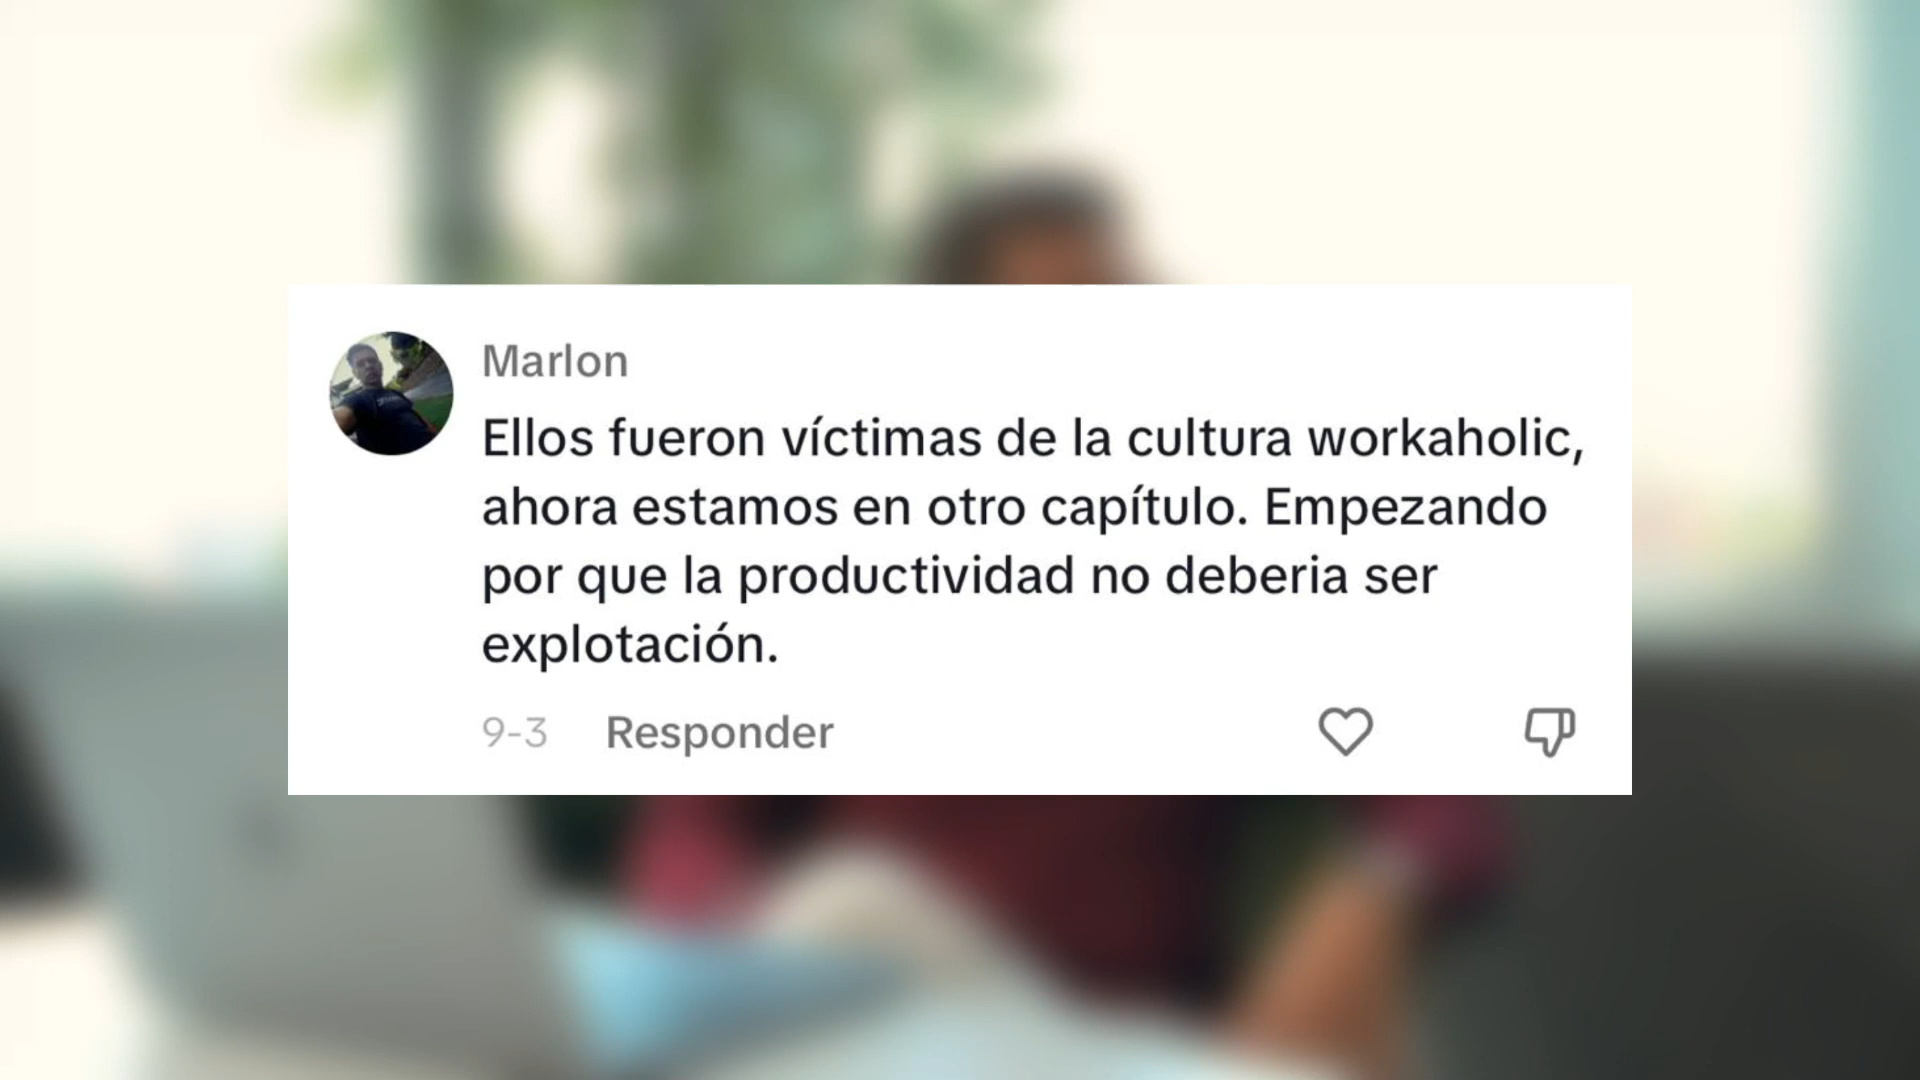 Marlon
Ellos fueron víctimas de la cultura workaholic,
ahora estamos en otro capítulo. Empezando
por que la productividad no deberia ser
explotación.
9-3 Responder